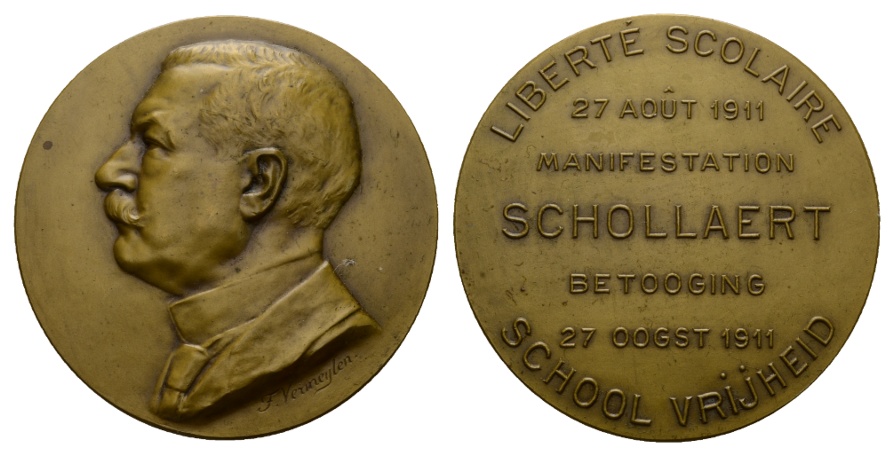 F. Vermeylen
LIBERTÉ SCOLAIRE
27 AOÛT 1911
MANIFESTATION
SCHOLLAERT
BETOOGING
27 OOGST 1911
SCHOOL VRIJHEID